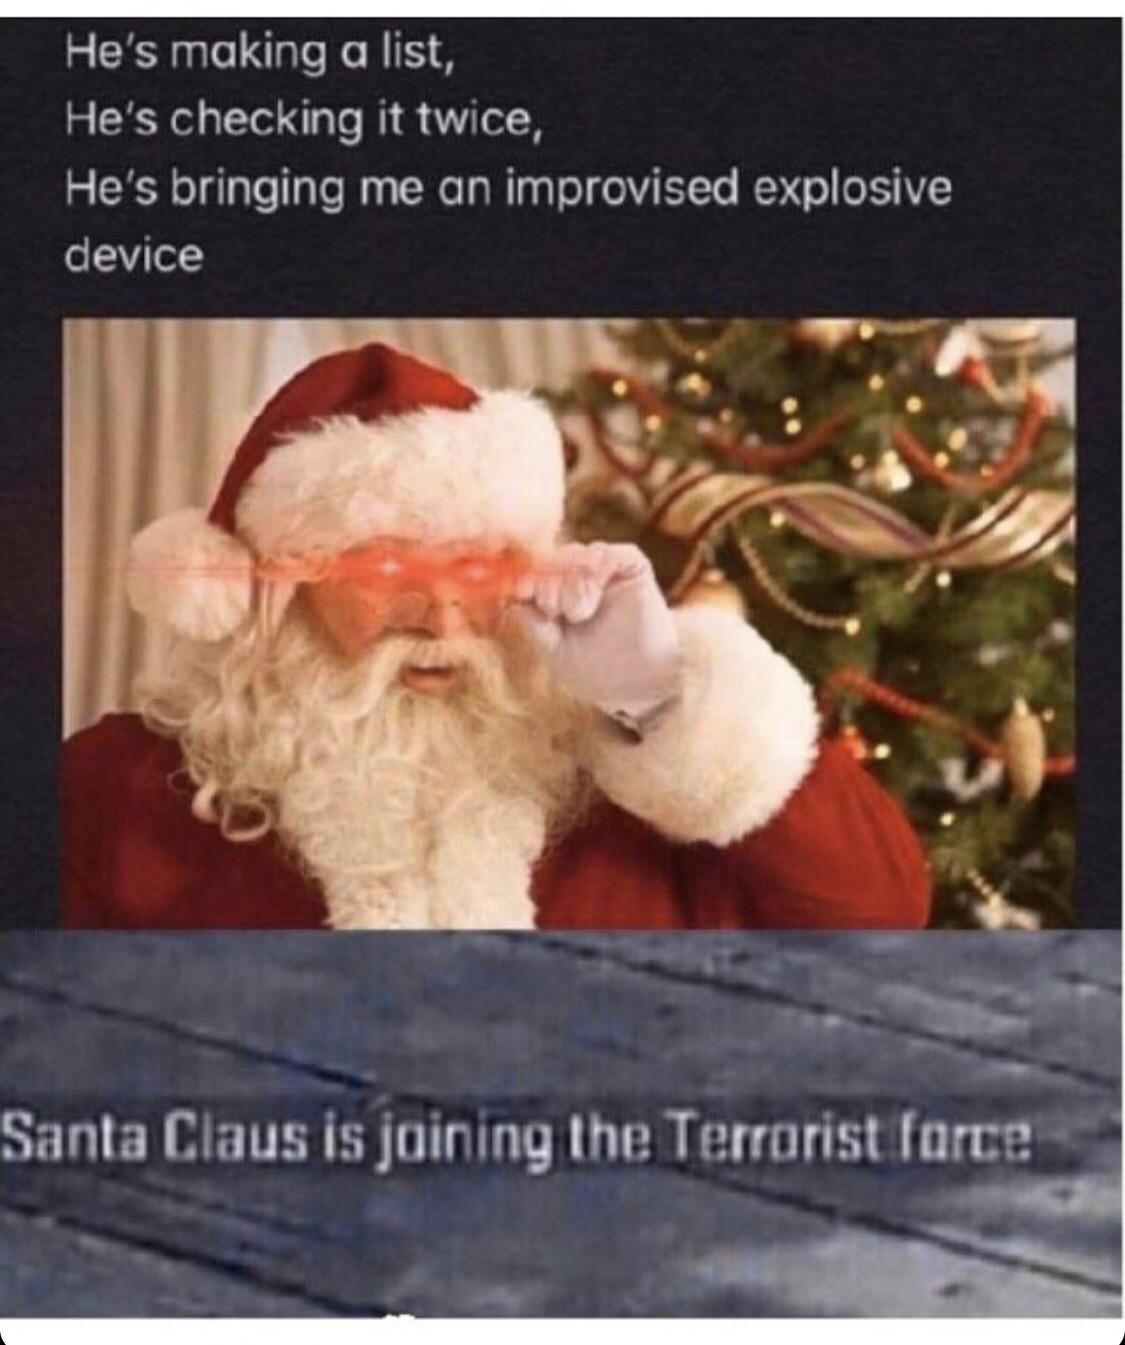 He's making a list,
He's checking it twice,
He's bringing me an improvised explosive
device
Santa Claus is joining the Terrorist force